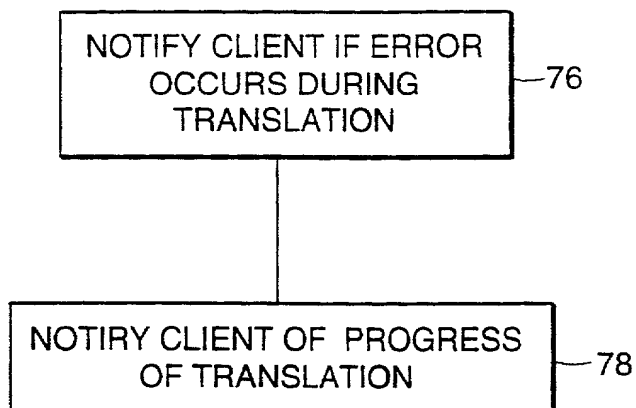 NOTIFY CLIENT IF ERROR
OCCURS DURING
TRANSLATION
76
NOTIRY CLIENT OF PROGRESS
OF TRANSLATION
78